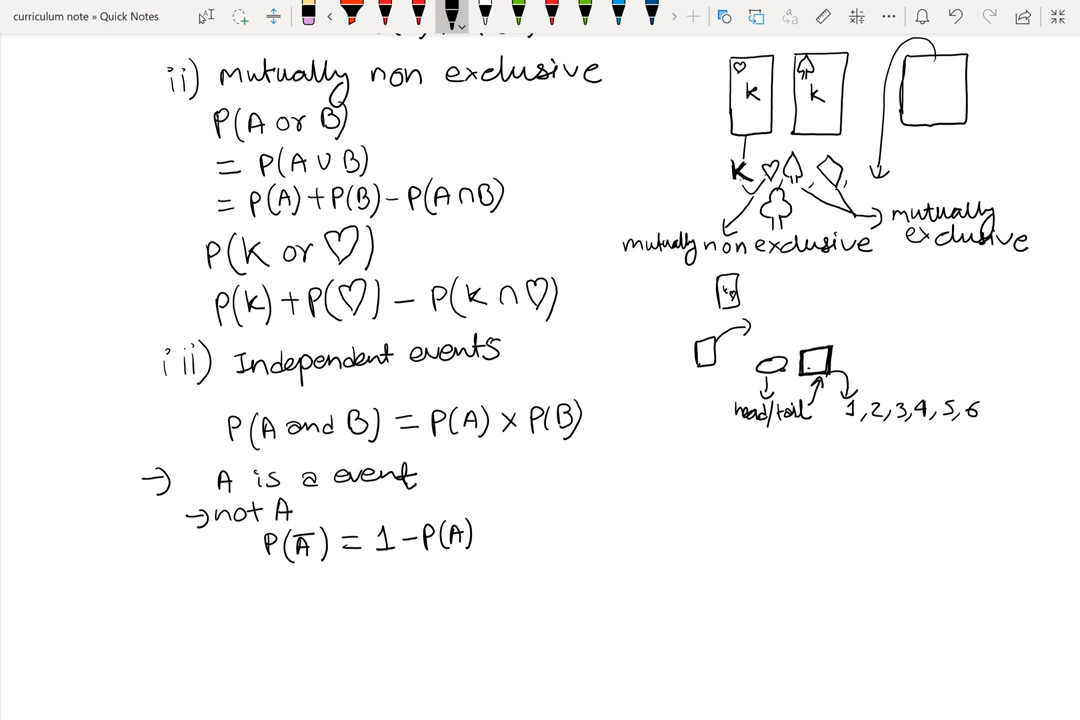 curriculum note » Quick Notes
ii) mutually non exclusive
P(A or B)
= P(A ∪ B)
= P(A) + P(B) - P(A ∩ B)
P(K or ♡)
P(K) + P(♡) - P(K ∩ ♡)
iii) Independent events
P(A and B) = P(A) × P(B)
→ A is a event
→ not A
P(Ā) = 1 - P(A)
♡ K
♤ K
K ♡ ♤ ♢
♧
mutually non exclusive
mutually exclusive
K♡
head/tail
1, 2, 3, 4, 5, 6